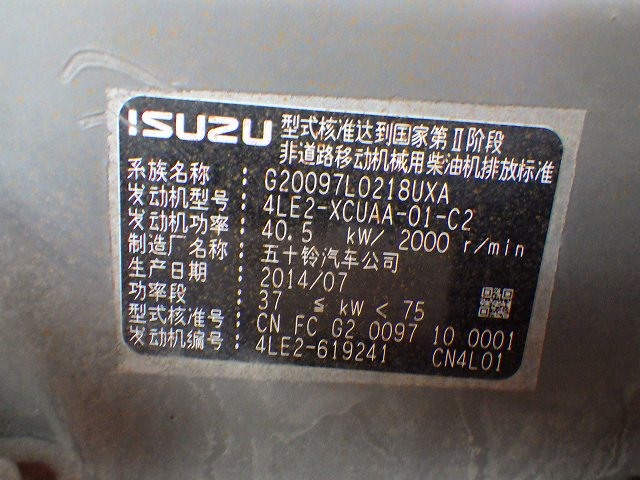 ISUZU 型式核准达到国家第Ⅱ阶段
非道路移动机械用柴油机排放标准
系族名称: G20097L0218UXA
发动机型号: 4LE2-XCUAA-01-C2
发动机功率: 40.5 kW/ 2000 r/min
制造厂名称: 五十铃汽车公司
生产日期: 2014/07
功率段: 37 ≦ kW < 75
型式核准号: CN FC G2 0097 10 0001
发动机编号: 4LE2-619241 CN4L01